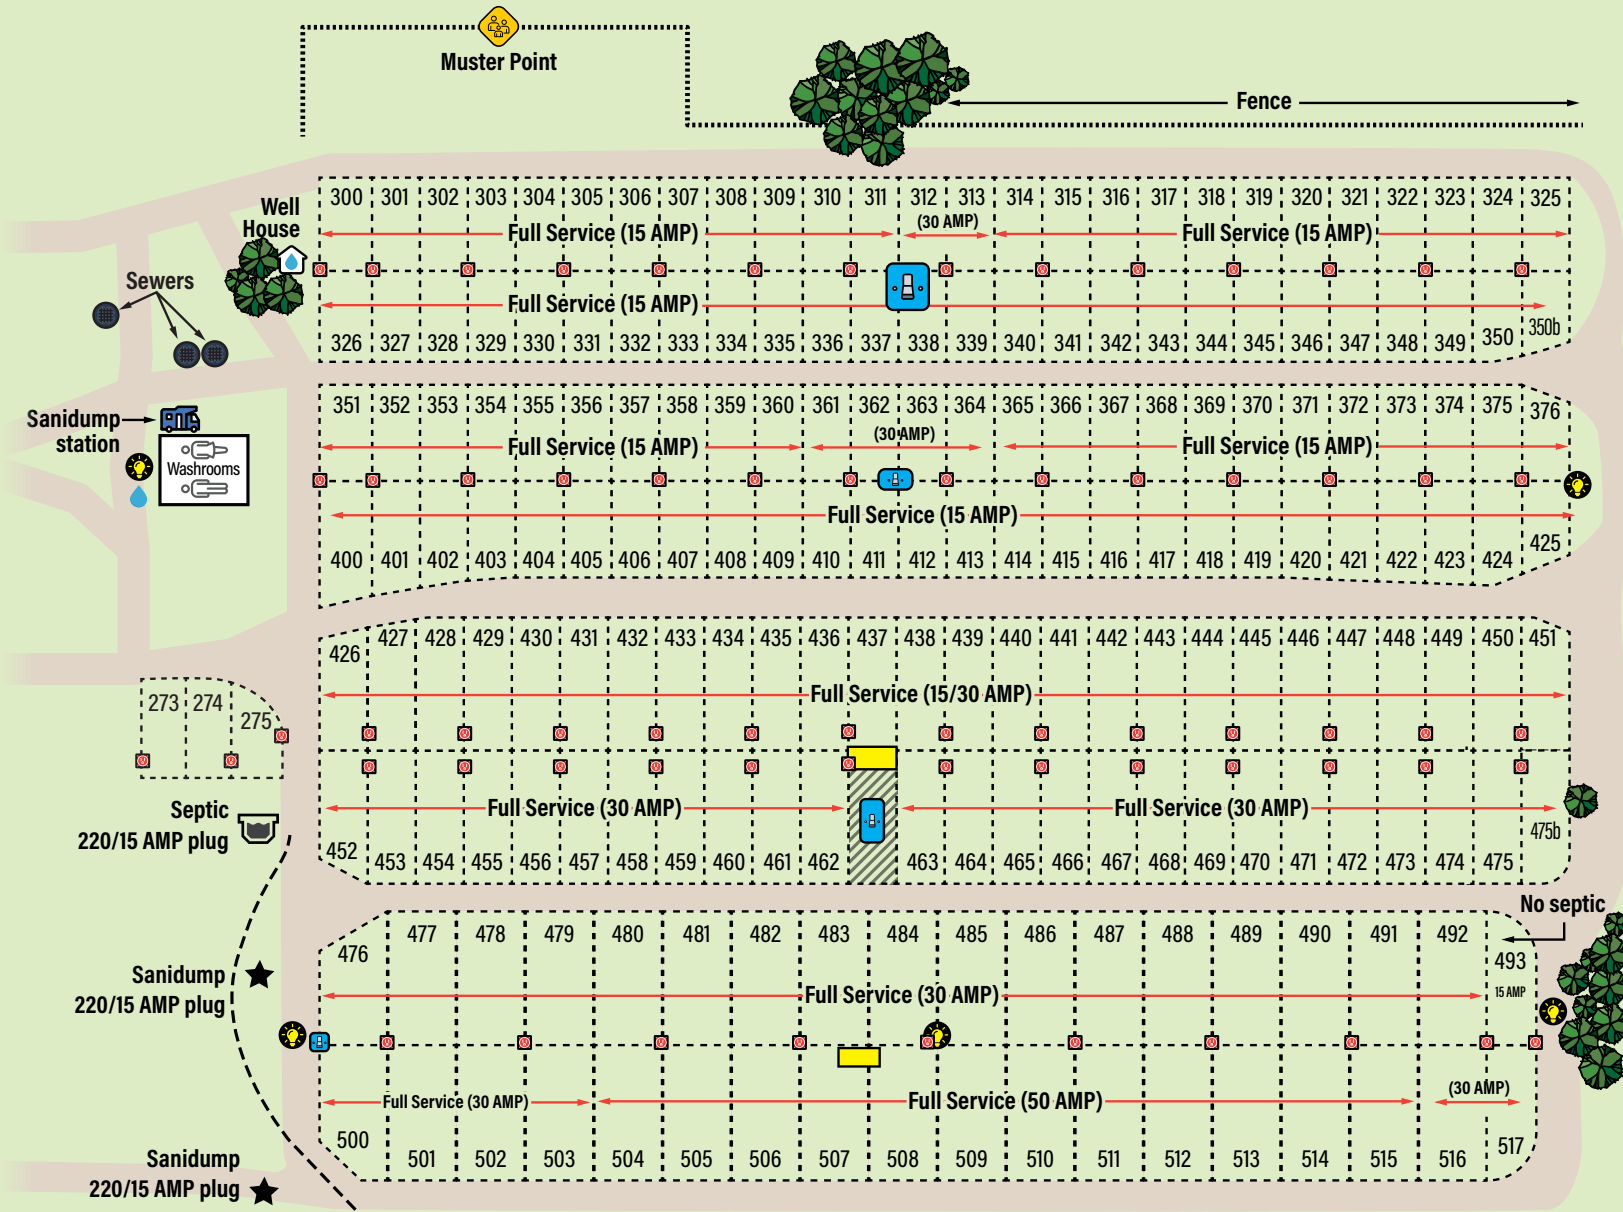 Muster Point
Fence
300 301 302 303 304 305 306 307 308 309 310 311 312 313 314 315 316 317 318 319 320 321 322 323 324 325
Well
House
Full Service (15 AMP)
(30 AMP)
Full Service (15 AMP)
Sewers
Full Service (15 AMP)
326 327 328 329 330 331 332 333 334 335 336 337 338 339 340 341 342 343 344 345 346 347 348 349 350 350b
351 352 353 354 355 356 357 358 359 360 361 362 363 364 365 366 367 368 369 370 371 372 373 374 375 376
Sanidump
station
Full Service (15 AMP)
(30 AMP)
Full Service (15 AMP)
Washrooms
Full Service (15 AMP)
400 401 402 403 404 405 406 407 408 409 410 411 412 413 414 415 416 417 418 419 420 421 422 423 424 425
426 427 428 429 430 431 432 433 434 435 436 437 438 439 440 441 442 443 444 445 446 447 448 449 450 451
Full Service (15/30 AMP)
273 274 275
Full Service (30 AMP)
Full Service (30 AMP)
Septic
220/15 AMP plug
452 453 454 455 456 457 458 459 460 461 462 463 464 465 466 467 468 469 470 471 472 473 474 475 475b
No septic
476 477 478 479 480 481 482 483 484 485 486 487 488 489 490 491 492 493
15 AMP
Sanidump
220/15 AMP plug
Full Service (30 AMP)
Full Service (30 AMP)
Full Service (50 AMP)
(30 AMP)
500 501 502 503 504 505 506 507 508 509 510 511 512 513 514 515 516 517
Sanidump
220/15 AMP plug